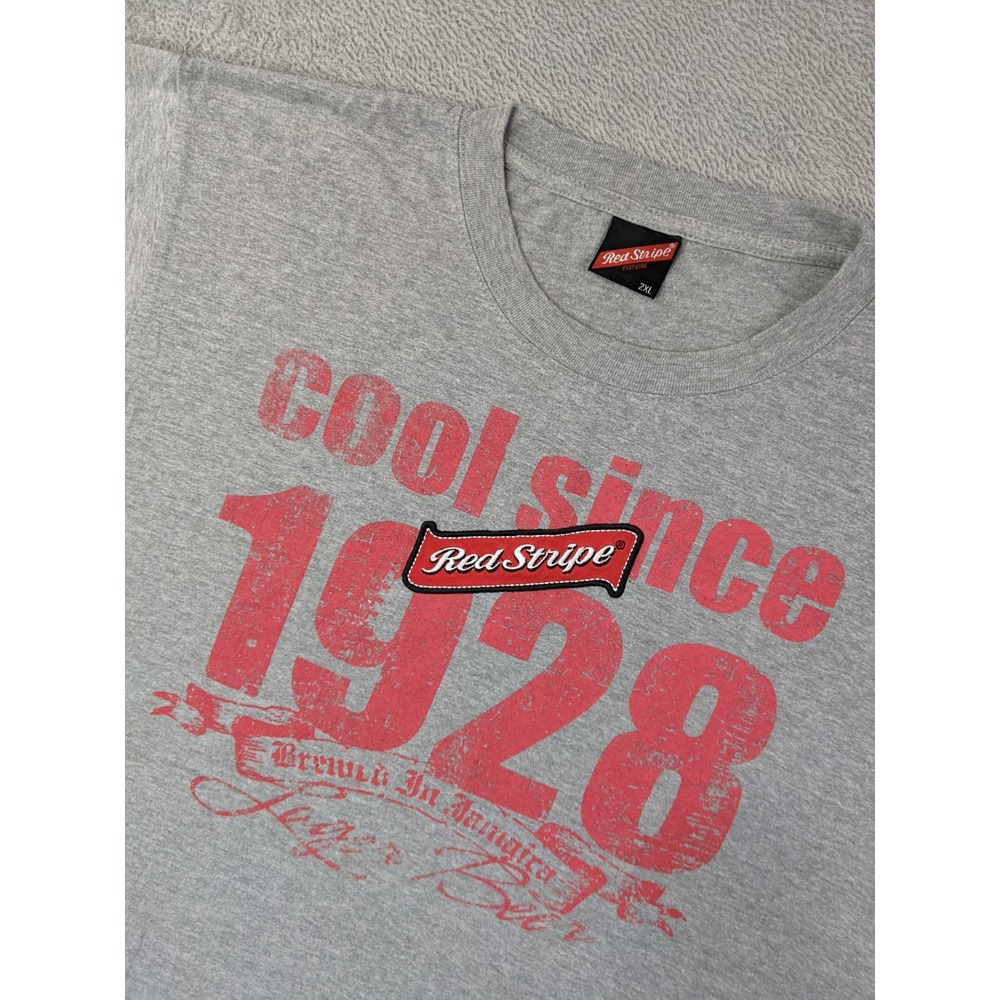 Red Stripe®
CLOTHING
2XL
cool since
1928
Red Stripe®
Brewed In Jamaica
Lager Beer